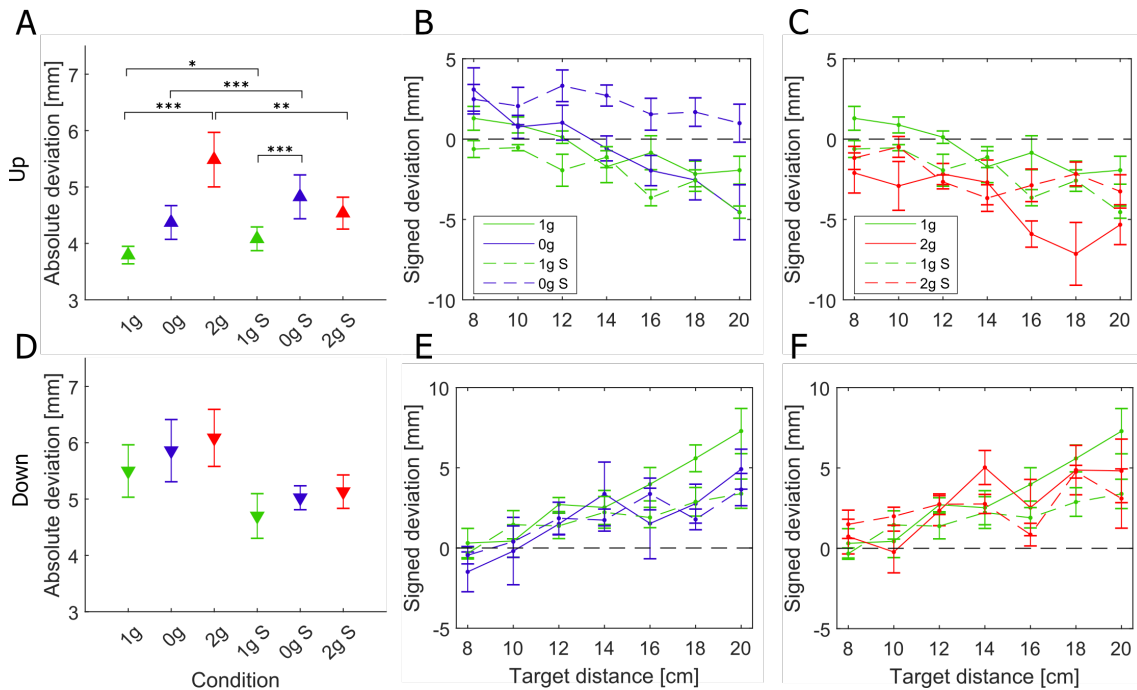 A
B
C
Up
Absolute deviation [mm]
7
6
5
4
3
*
***
***
**
***
1g
0g
2g
1g S
0g S
2g S
Signed deviation [mm]
5
0
-5
-10
1g
0g
1g S
0g S
8 10 12 14 16 18 20
Signed deviation [mm]
5
0
-5
-10
1g
2g
1g S
2g S
8 10 12 14 16 18 20
D
E
F
Down
Absolute deviation [mm]
7
6
5
4
3
1g
0g
2g
1g S
0g S
2g S
Condition
Signed deviation [mm]
10
5
0
-5
8 10 12 14 16 18 20
Target distance [cm]
Signed deviation [mm]
10
5
0
-5
8 10 12 14 16 18 20
Target distance [cm]